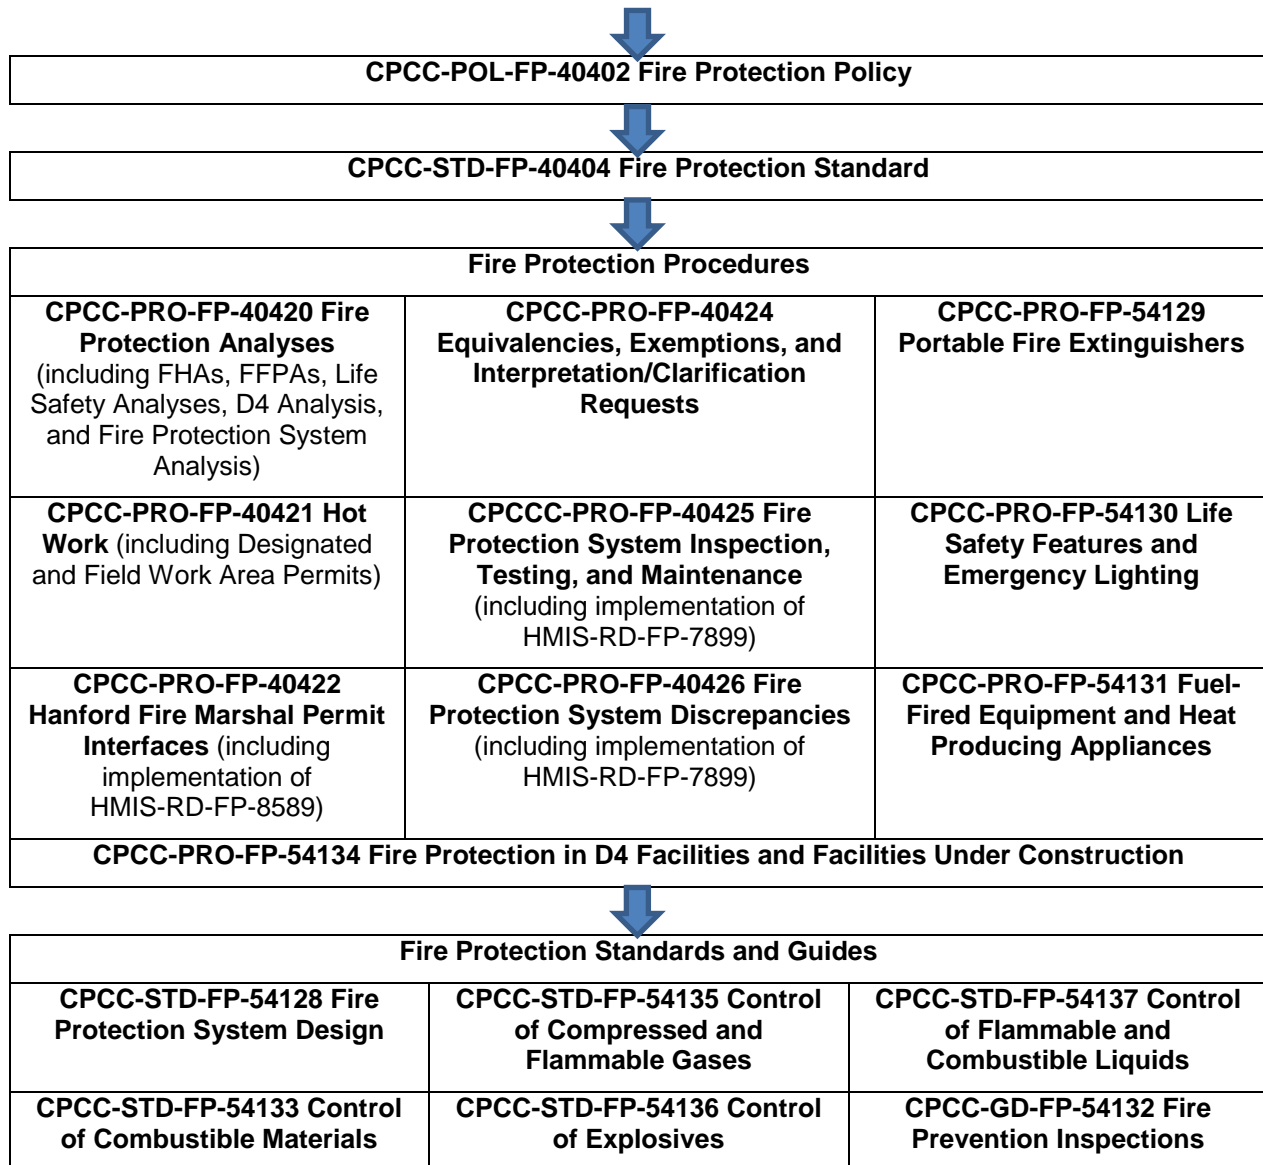 CPCC-POL-FP-40402 Fire Protection Policy
CPCC-STD-FP-40404 Fire Protection Standard
Fire Protection Procedures
CPCC-PRO-FP-40420 Fire
Protection Analyses
(including FHAs, FFPAs, Life
Safety Analyses, D4 Analysis,
and Fire Protection System
Analysis)
CPCC-PRO-FP-40424
Equivalencies, Exemptions, and
Interpretation/Clarification
Requests
CPCC-PRO-FP-54129
Portable Fire Extinguishers
CPCC-PRO-FP-40421 Hot
Work (including Designated
and Field Work Area Permits)
CPCCC-PRO-FP-40425 Fire
Protection System Inspection,
Testing, and Maintenance
(including implementation of
HMIS-RD-FP-7899)
CPCC-PRO-FP-54130 Life
Safety Features and
Emergency Lighting
CPCC-PRO-FP-40422
Hanford Fire Marshal Permit
Interfaces (including
implementation of
HMIS-RD-FP-8589)
CPCC-PRO-FP-40426 Fire
Protection System Discrepancies
(including implementation of
HMIS-RD-FP-7899)
CPCC-PRO-FP-54131 Fuel-
Fired Equipment and Heat
Producing Appliances
CPCC-PRO-FP-54134 Fire Protection in D4 Facilities and Facilities Under Construction
Fire Protection Standards and Guides
CPCC-STD-FP-54128 Fire
Protection System Design
CPCC-STD-FP-54135 Control
of Compressed and
Flammable Gases
CPCC-STD-FP-54137 Control
of Flammable and
Combustible Liquids
CPCC-STD-FP-54133 Control
of Combustible Materials
CPCC-STD-FP-54136 Control
of Explosives
CPCC-GD-FP-54132 Fire
Prevention Inspections